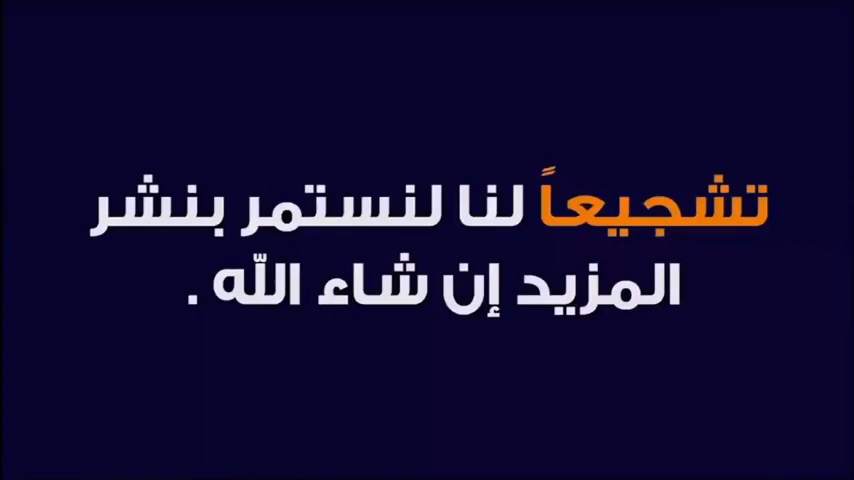 تشجيعاً لنا لنستمر بنشر
المزيد إن شاء الله .